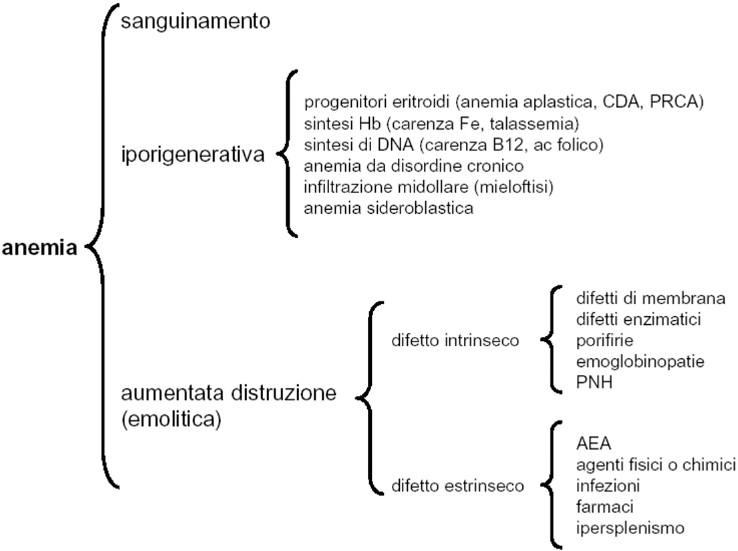 sanguinamento
progenitori eritroidi (anemia aplastica, CDA, PRCA)
sintesi Hb (carenza Fe, talassemia)
sintesi di DNA (carenza B12, ac folico)
iporigenerativa
anemia da disordine cronico
infiltrazione midollare (mieloftisi)
anemia sideroblastica
anemia
difetti di membrana
difetti enzimatici
difetto intrinseco
porifirie
emoglobinopatie
PNH
aumentata distruzione
(emolitica)
AEA
agenti fisici o chimici
difetto estrinseco
infezioni
farmaci
ipersplenismo